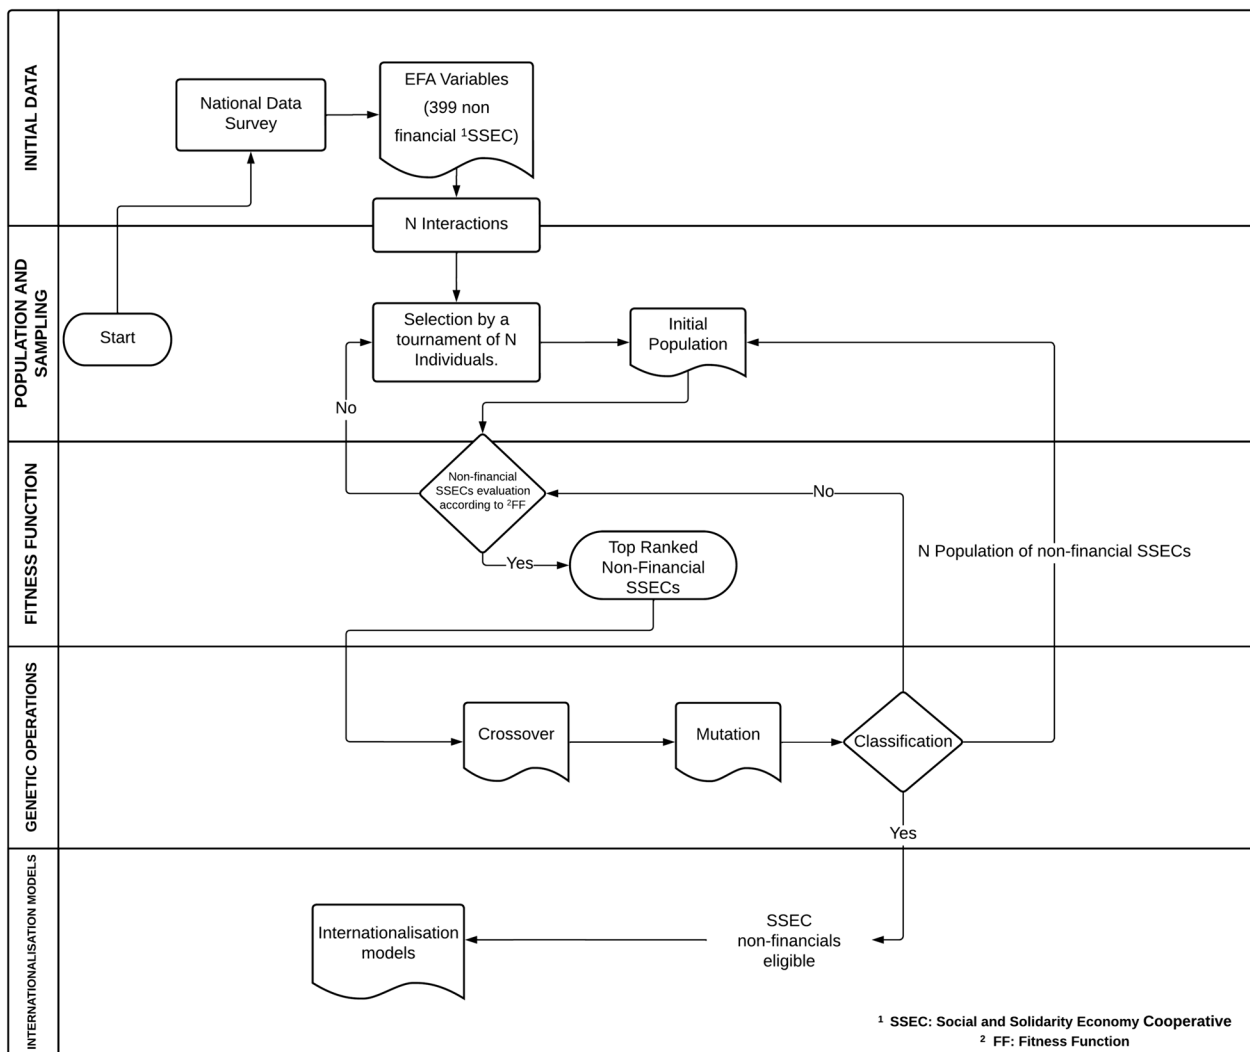 INITIAL DATA
National Data
Survey
EFA Variables
(399 non
financial ¹SSEC)
N Interactions
POPULATION AND
SAMPLING
Start
Selection by a
tournament of N
Individuals.
Initial
Population
No
FITNESS FUNCTION
Non-financial
SSECs evaluation
according to ²FF
No
Yes
Top Ranked
Non-Financial
SSECs
N Population of non-financial SSECs
GENETIC OPERATIONS
Crossover
Mutation
Classification
Yes
INTERNATIONALISATION MODELS
Internationalisation
models
SSEC
non-financials
eligible
¹ SSEC: Social and Solidarity Economy Cooperative
² FF: Fitness Function